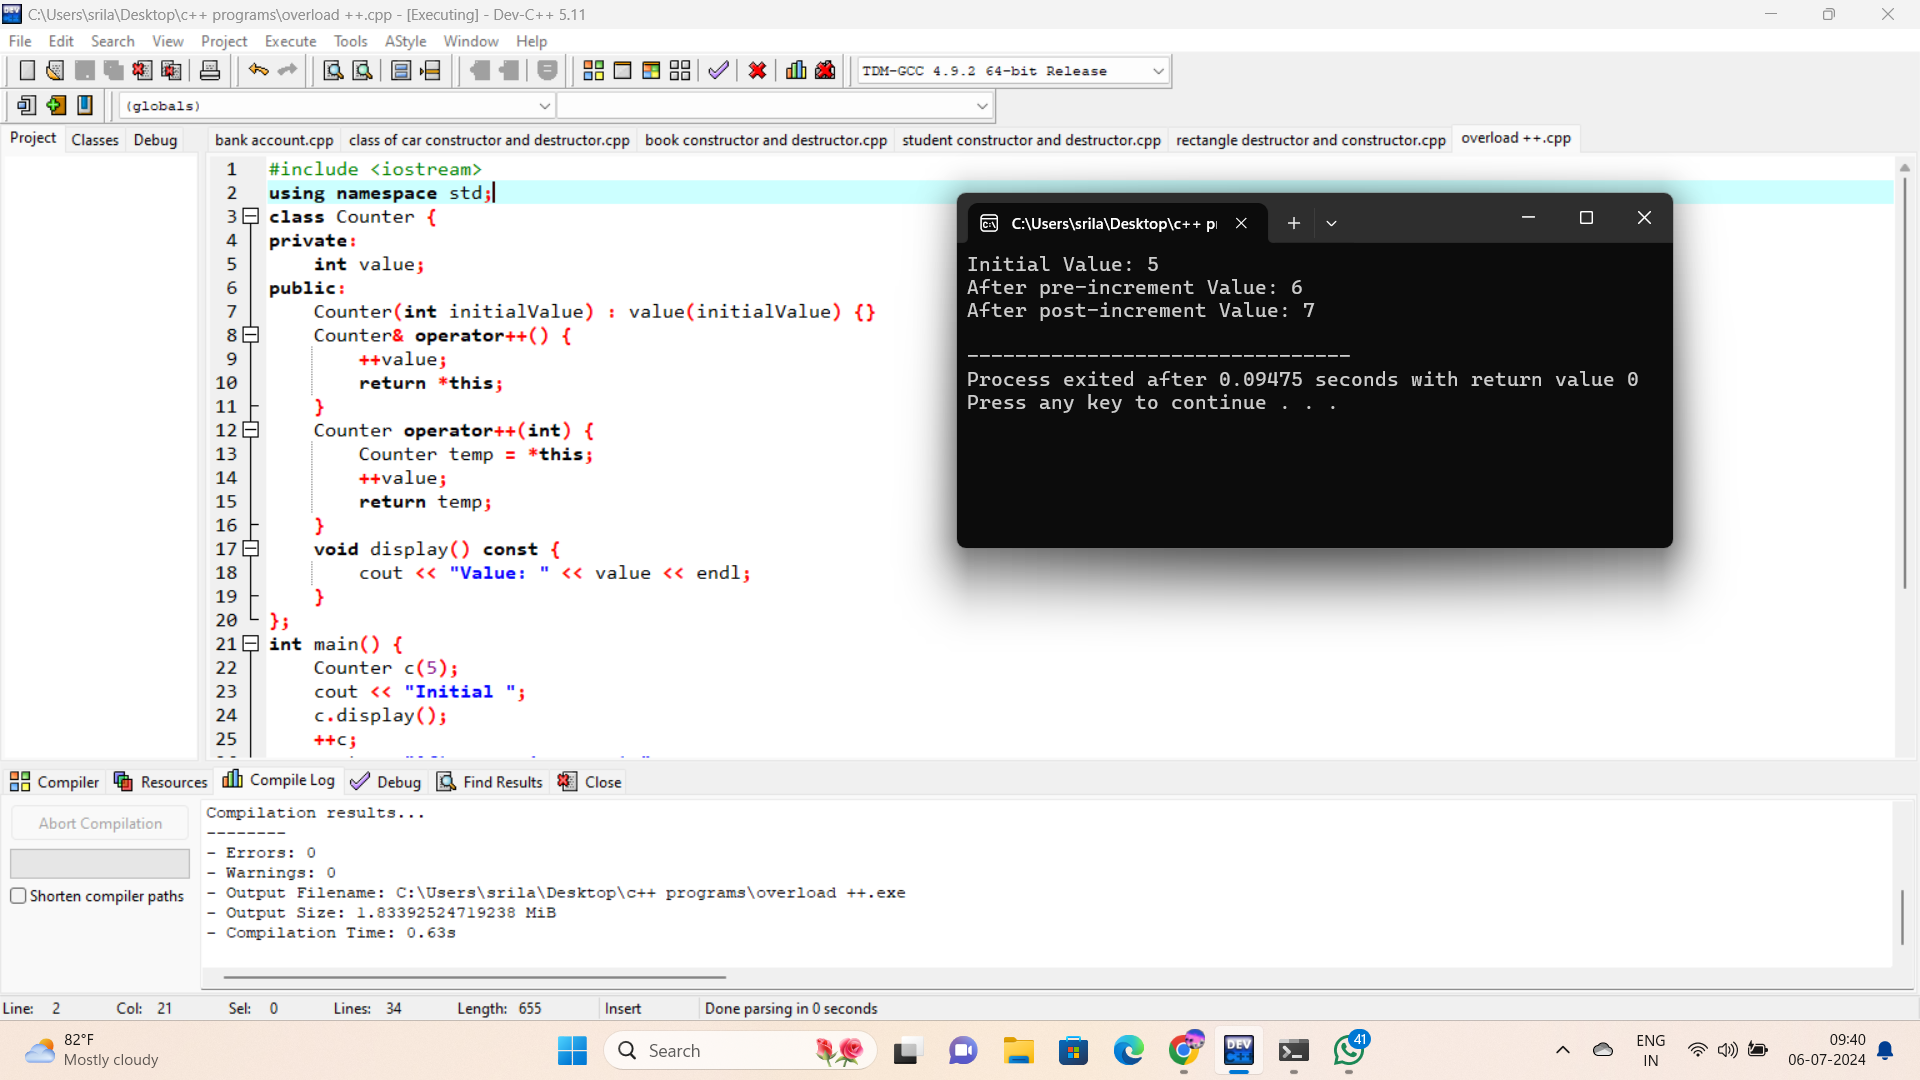 C:\Users\srila\Desktop\c++ programs\overload ++.cpp - [Executing] - Dev-C++ 5.11
File Edit Search View Project Execute Tools AStyle Window Help
TDM-GCC 4.9.2 64-bit Release
(globals)
Project Classes Debug
bank account.cpp class of car constructor and destructor.cpp book constructor and destructor.cpp student constructor and destructor.cpp rectangle destructor and constructor.cpp overload ++.cpp
1 #include <iostream>
2 using namespace std;
3 class Counter {
4 private:
5 int value;
6 public:
7 Counter(int initialValue) : value(initialValue) {}
8 Counter& operator++() {
9 ++value;
10 return *this;
11 }
12 Counter operator++(int) {
13 Counter temp = *this;
14 ++value;
15 return temp;
16 }
17 void display() const {
18 cout << "Value: " << value << endl;
19 }
20 };
21 int main() {
22 Counter c(5);
23 cout << "Initial ";
24 c.display();
25 ++c;
C:\Users\srila\Desktop\c++ p
Initial Value: 5
After pre-increment Value: 6
After post-increment Value: 7
--------------------------------
Process exited after 0.09475 seconds with return value 0
Press any key to continue . . .
Compiler Resources Compile Log Debug Find Results Close
Abort Compilation
Shorten compiler paths
Compilation results...
--------
- Errors: 0
- Warnings: 0
- Output Filename: C:\Users\srila\Desktop\c++ programs\overload ++.exe
- Output Size: 1.83392524719238 MiB
- Compilation Time: 0.63s
Line: 2 Col: 21 Sel: 0 Lines: 34 Length: 655 Insert Done parsing in 0 seconds
82°F
Mostly cloudy
Search
DEV
C++
41
ENG
IN
09:40
06-07-2024